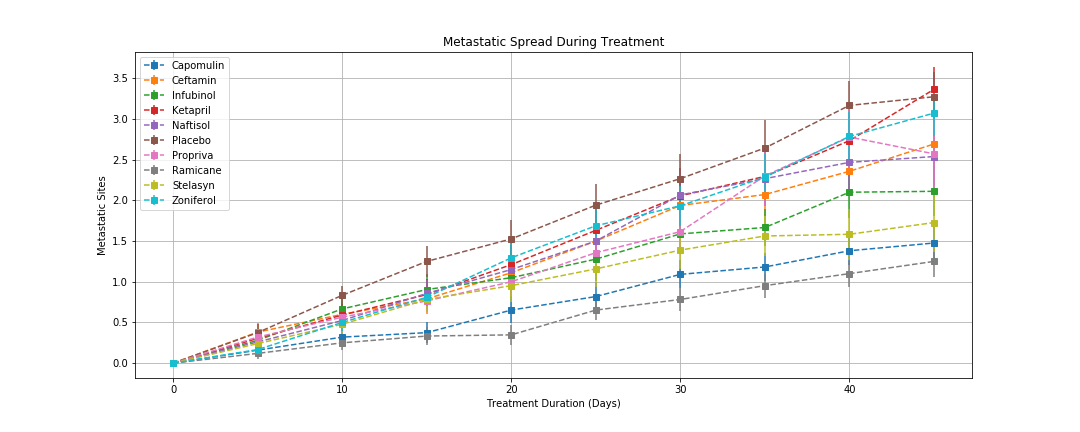 Metastatic Spread During Treatment
Capomulin
Ceftamin
Infubinol
Ketapril
Naftisol
Placebo
Propriva
Ramicane
Stelasyn
Zoniferol
Metastatic Sites
3.5
3.0
2.5
2.0
1.5
1.0
0.5
0.0
0 10 20 30 40
Treatment Duration (Days)